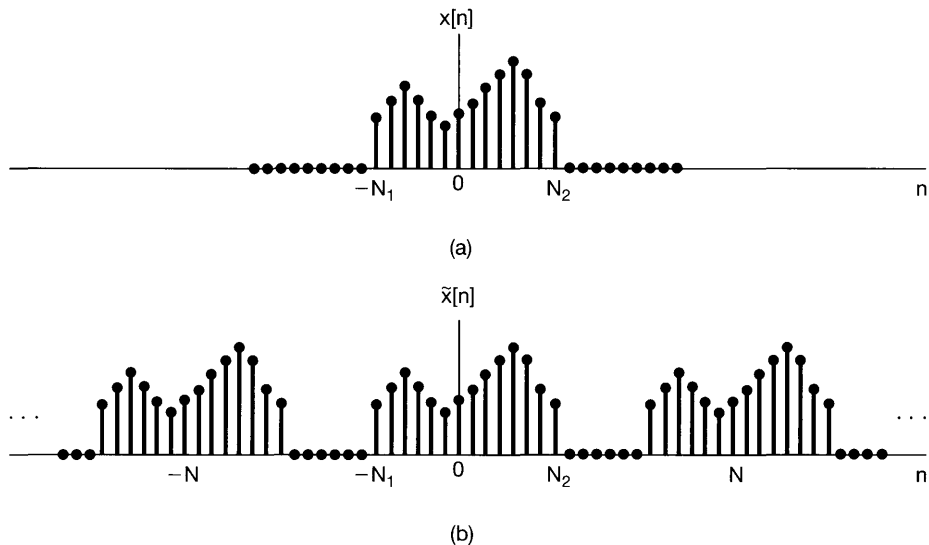 x[n]
−N₁ 0 N₂ n
(a)
x̃[n]
. . . . . .
−N −N₁ 0 N₂ N n
(b)